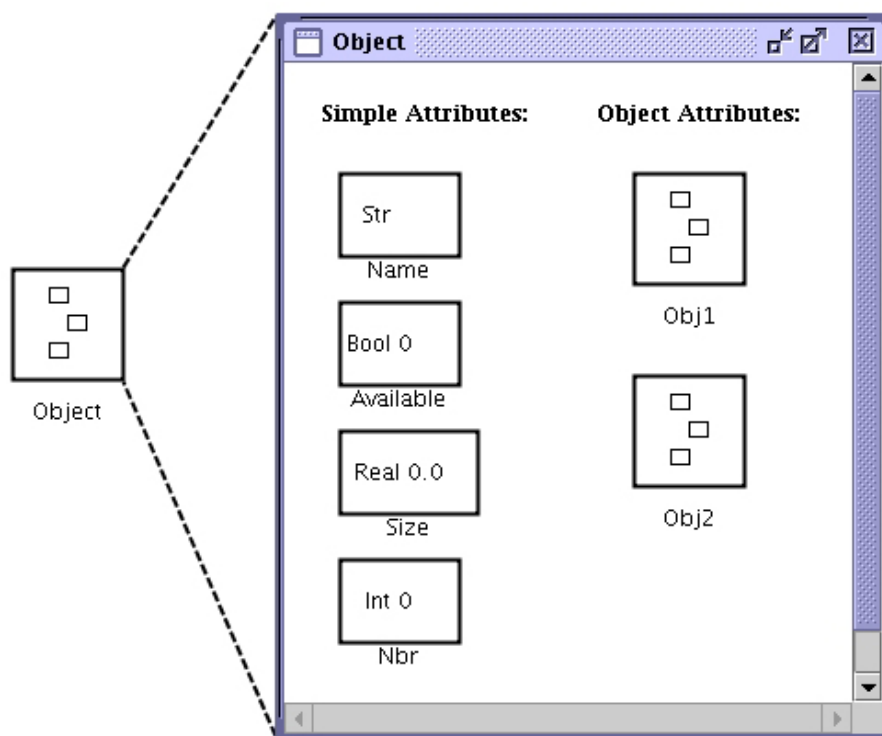 Object
Simple Attributes:
Object Attributes:
Str
Name
Obj1
Bool 0
Available
Object
Real 0.0
Size
Obj2
Int 0
Nbr